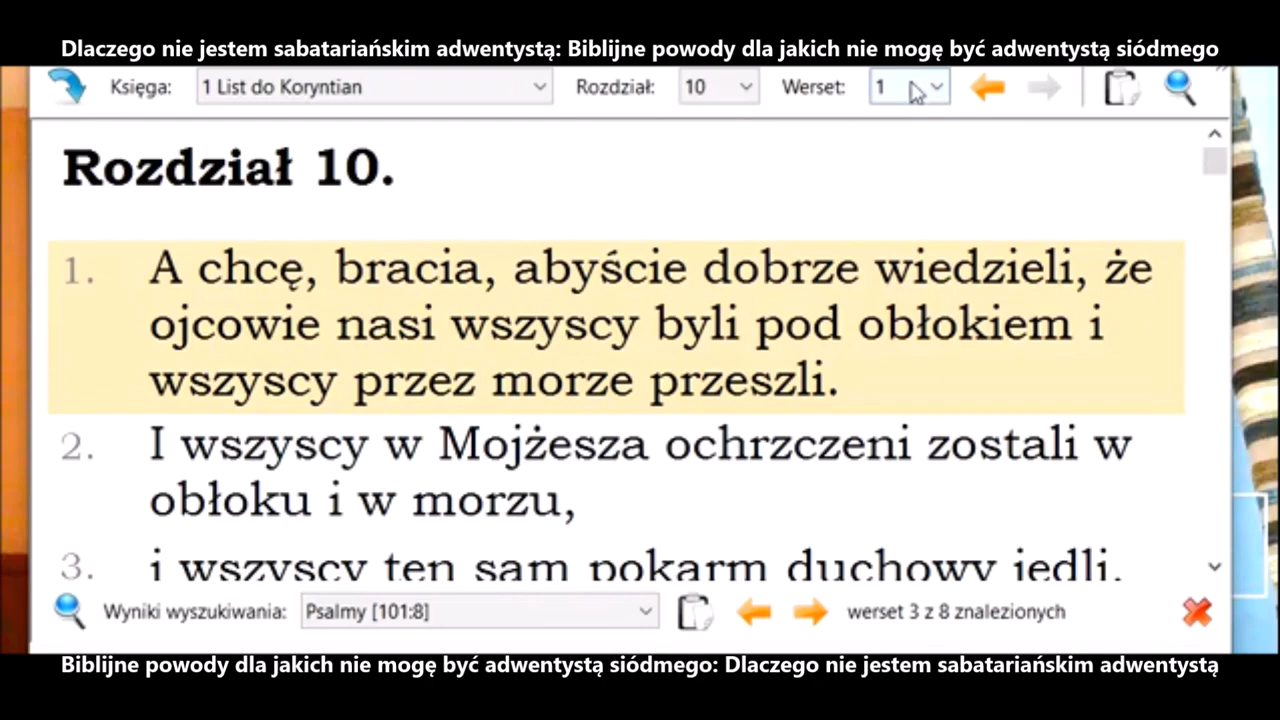 Dlaczego nie jestem sabatariańskim adwentystą: Biblijne powody dla jakich nie mogę być adwentystą siódmego
Księga: 1 List do Koryntian Rozdział: 10 Werset: 1
Rozdział 10.
1. A chcę, bracia, abyście dobrze wiedzieli, że
ojcowie nasi wszyscy byli pod obłokiem i
wszyscy przez morze przeszli.
2. I wszyscy w Mojżesza ochrzczeni zostali w
obłoku i w morzu,
3. i wszyscy ten sam pokarm duchowy jedli,
Wyniki wyszukiwania: Psalmy [101:8] werset 3 z 8 znalezionych
Biblijne powody dla jakich nie mogę być adwentystą siódmego: Dlaczego nie jestem sabatariańskim adwentystą